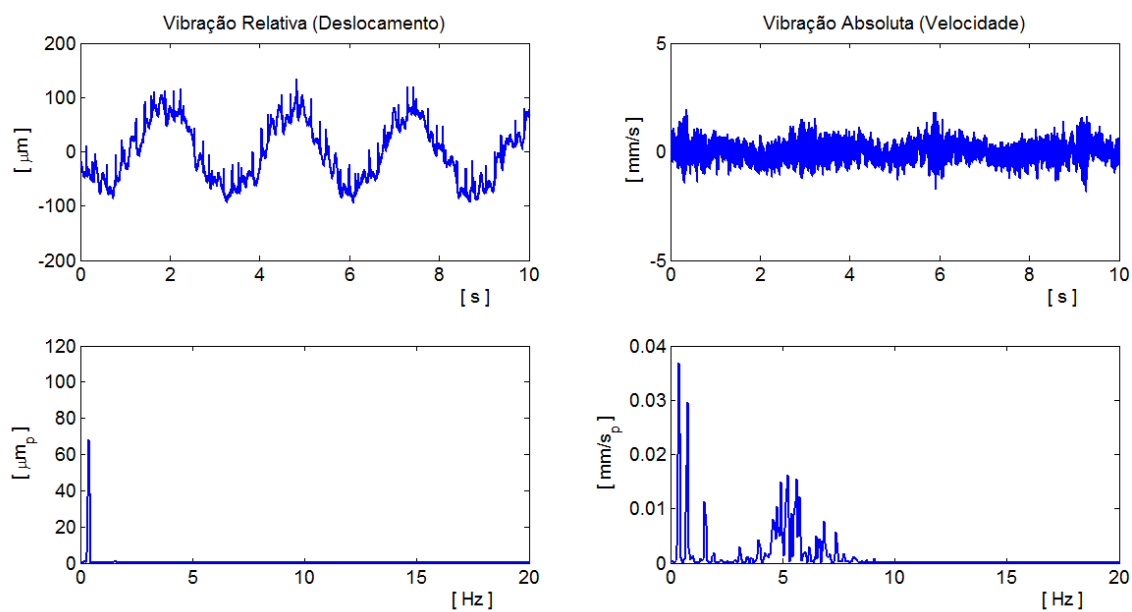 Vibração Relativa (Deslocamento)
200
100
0
-100
-200
[ μm ]
0 2 4 6 8 10
[ s ]
Vibração Absoluta (Velocidade)
5
0
-5
[ mm/s ]
0 2 4 6 8 10
[ s ]
120
100
80
60
40
20
0
[ μmp ]
0 5 10 15 20
[ Hz ]
0.04
0.03
0.02
0.01
0
[ mm/sp ]
0 5 10 15 20
[ Hz ]